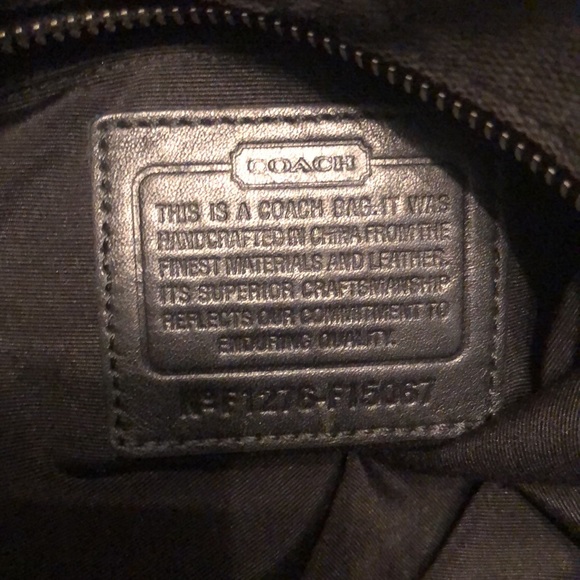 COACH
THIS IS A COACH BAG.IT WAS
HANDCRAFTED IN CHINA FROM THE
FINEST MATERIALS AND LEATHER.
ITS SUPERIOR CRAFTSMANSHIP
REFLECTS OUR COMMITMENT TO
ENDURING QUALITY.
Nº F1276-F15067